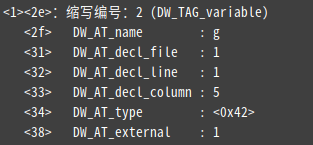 <1><2e>: 缩写编号: 2 (DW_TAG_variable)
<2f> DW_AT_name : g
<31> DW_AT_decl_file : 1
<32> DW_AT_decl_line : 1
<33> DW_AT_decl_column : 5
<34> DW_AT_type : <0x42>
<38> DW_AT_external : 1